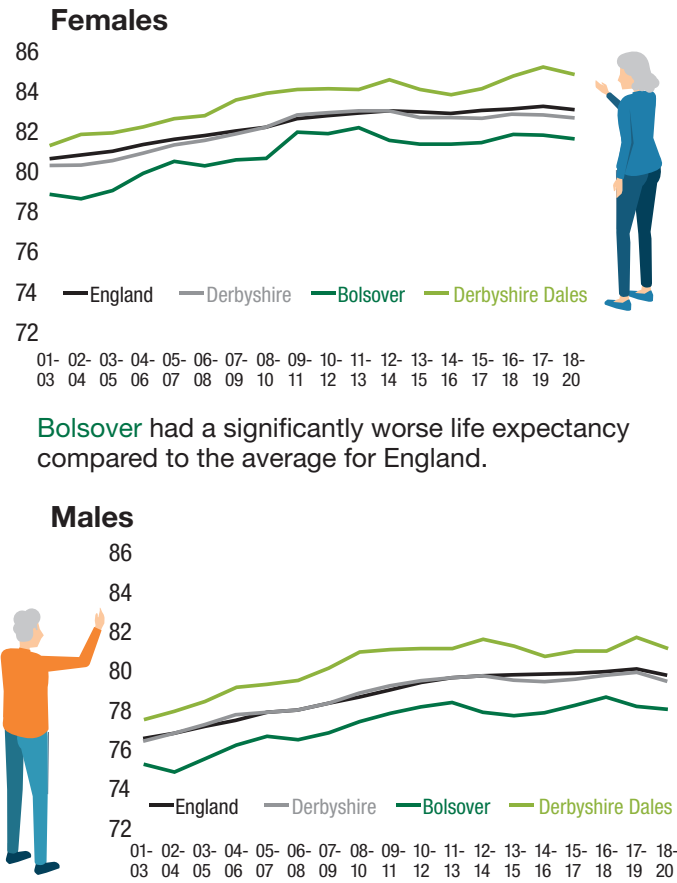 Females
86
84
82
80
78
76
74
72
England Derbyshire Bolsover Derbyshire Dales
01- 02- 03- 04- 05- 06- 07- 08- 09- 10- 11- 12- 13- 14- 15- 16- 17- 18-
03 04 05 06 07 08 09 10 11 12 13 14 15 16 17 18 19 20
Bolsover had a significantly worse life expectancy
compared to the average for England.
Males
86
84
82
80
78
76
74
72
England Derbyshire Bolsover Derbyshire Dales
01- 02- 03- 04- 05- 06- 07- 08- 09- 10- 11- 12- 13- 14- 15- 16- 17- 18-
03 04 05 06 07 08 09 10 11 12 13 14 15 16 17 18 19 20